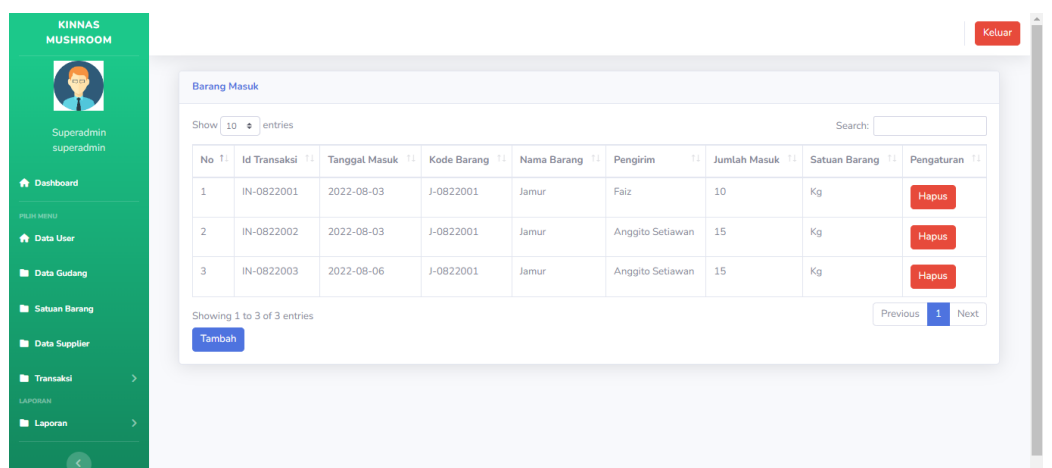 KINNAS
MUSHROOM
Superadmin
superadmin
Dashboard
PILIH MENU
Data User
Data Gudang
Satuan Barang
Data Supplier
Transaksi
LAPORAN
Laporan
Keluar
Barang Masuk
Show 10 entries
Search:
No Id Transaksi Tanggal Masuk Kode Barang Nama Barang Pengirim Jumlah Masuk Satuan Barang Pengaturan
1 IN-0822001 2022-08-03 J-0822001 Jamur Faiz 10 Kg Hapus
2 IN-0822002 2022-08-03 J-0822001 Jamur Anggito Setiawan 15 Kg Hapus
3 IN-0822003 2022-08-06 J-0822001 Jamur Anggito Setiawan 15 Kg Hapus
Showing 1 to 3 of 3 entries
Previous 1 Next
Tambah